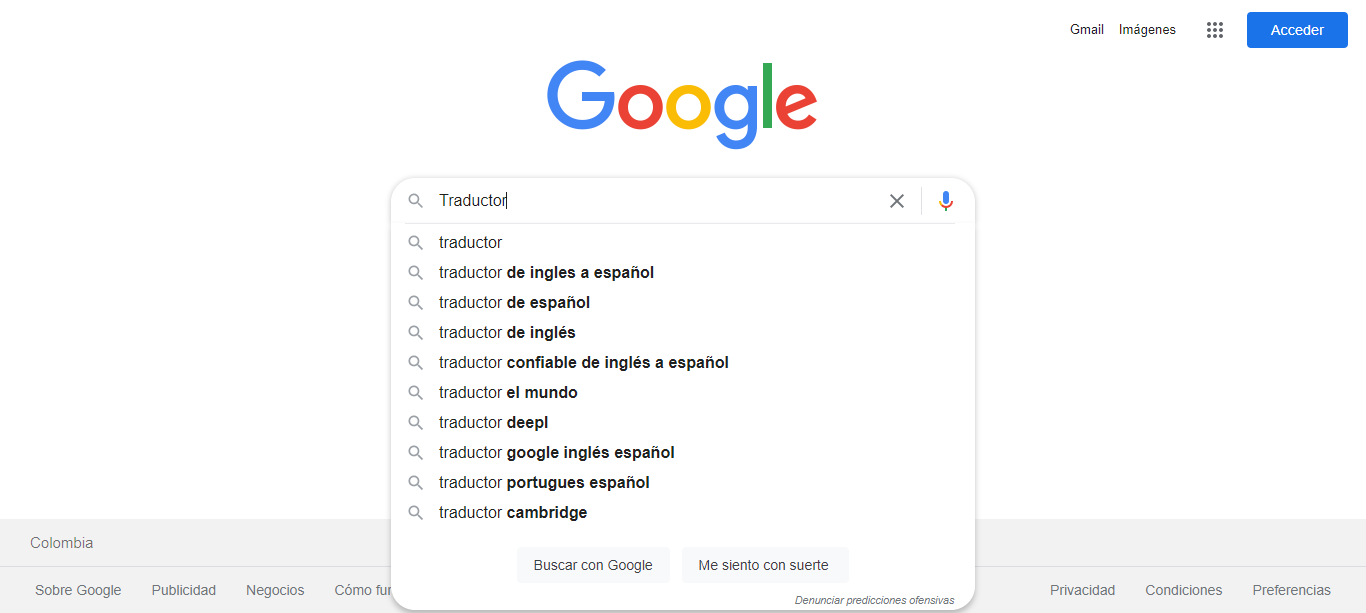 Gmail Imágenes Acceder
Google
Traductor
traductor
traductor de ingles a español
traductor de español
traductor de inglés
traductor confiable de inglés a español
traductor el mundo
traductor deepl
traductor google inglés español
traductor portugues español
traductor cambridge
Buscar con Google Me siento con suerte
Denunciar predicciones ofensivas
Colombia
Sobre Google Publicidad Negocios Cómo Privacidad Condiciones Preferencias